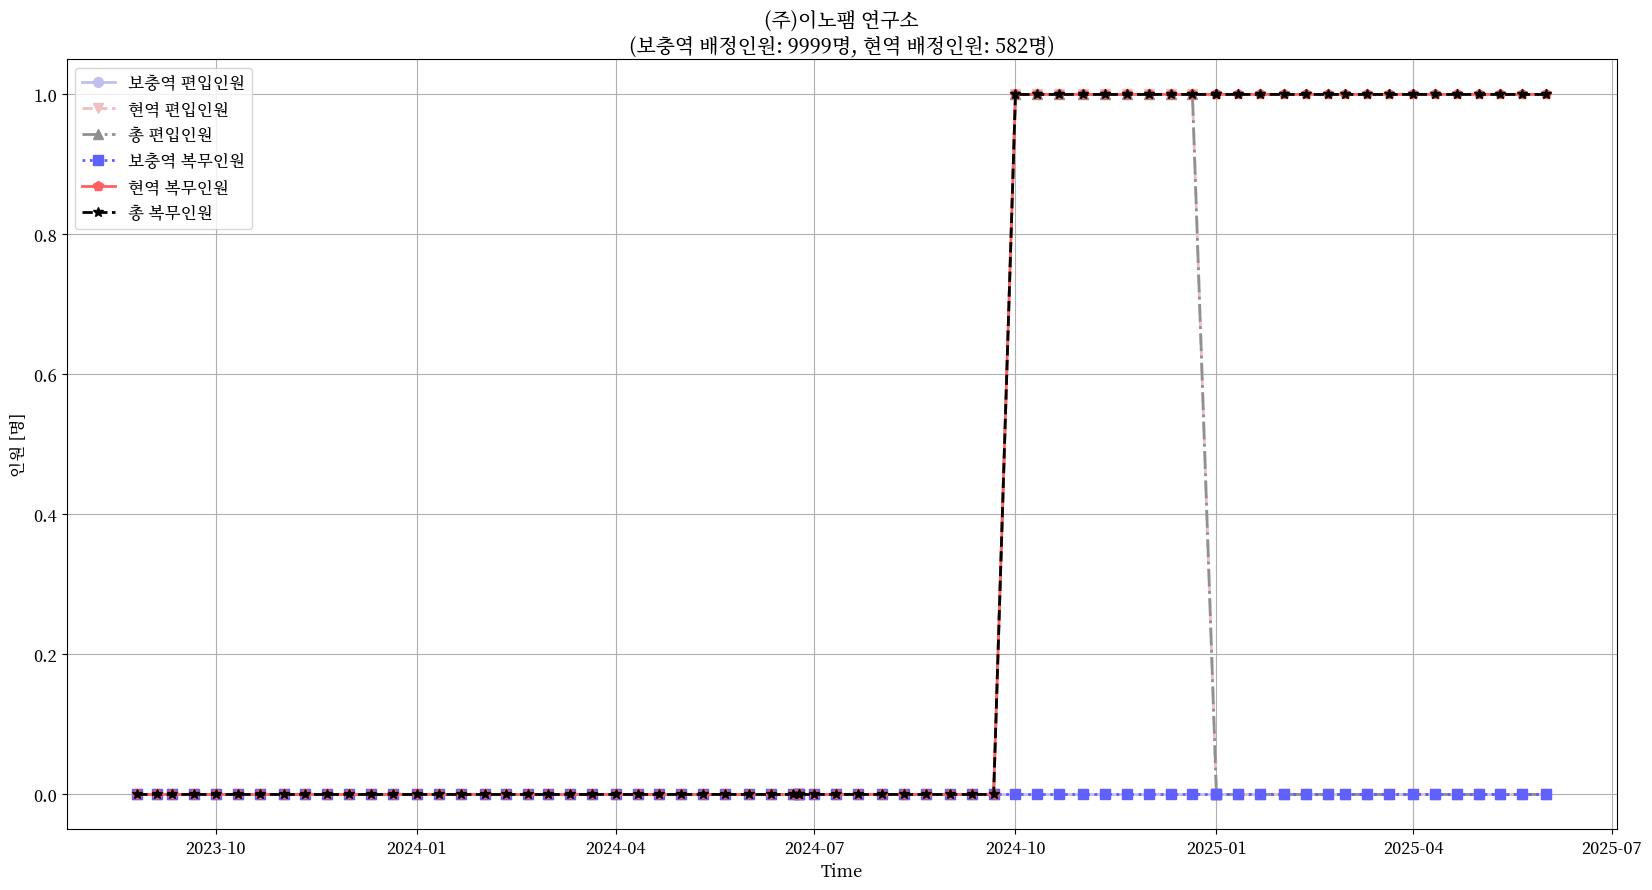 (주)이노팸 연구소
(보충역 배정인원: 9999명, 현역 배정인원: 582명)
보충역 편입인원
현역 편입인원
총 편입인원
보충역 복무인원
현역 복무인원
총 복무인원
1.0
0.8
0.6
0.4
0.2
0.0
인원 [명]
2023-10
2024-01
2024-04
2024-07
2024-10
2025-01
2025-04
2025-07
Time